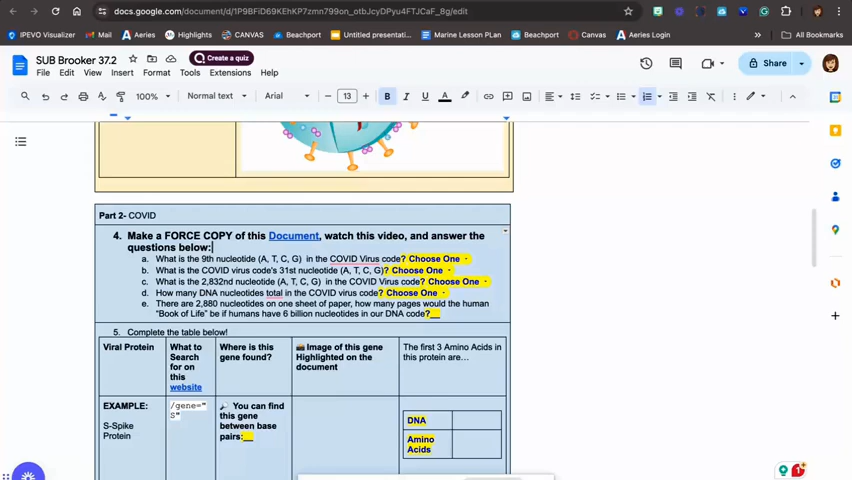 docs.google.com/document/d/1P9BFiD69KEhKP7zmn799on_otbJcyDPyu4FTJCaF_8g/edit
IPEVO Visualizer Mail Aeries Highlights CANVAS Beachport Untitled presentati... Marine Lesson PLan Beachport Canvas Aeries Login All Bookmarks
SUB Brooker 37.2 Create a quiz
File Edit View Insert Format Tools Extensions Help
Share
100% Normal text Arial 13 B I U A
Part 2- COVID
4. Make a FORCE COPY of this Document, watch this video, and answer the
questions below:
a. What is the 9th nucleotide (A, T, C, G) in the COVID Virus code? Choose One
b. What is the COVID virus code's 31st nucleotide (A, T, C, G)? Choose One
c. What is the 2,832nd nucleotide (A, T, C, G) in the COVID Virus code? Choose One
d. How many DNA nucleotides total in the COVID virus code? Choose One
e. There are 2,880 nucleotides on one sheet of paper, how many pages would the human
"Book of Life" be if humans have 6 billion nucleotides in our DNA code?__
5. Complete the table below!
Viral Protein
What to
Search
for on
this
website
Where is this
gene found?
Image of this gene
Highlighted on the
document
The first 3 Amino Acids in
this protein are...
EXAMPLE:
S-Spike
Protein
/gene="
S"
You can find
this gene
between base
pairs:__
DNA
Amino
Acids
1